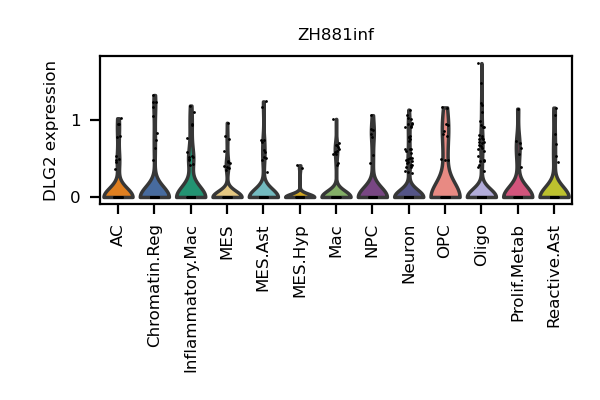 ZH881inf
DLG2 expression
1
0
AC
Chromatin.Reg
Inflammatory.Mac
MES
MES.Ast
MES.Hyp
Mac
NPC
Neuron
OPC
Oligo
Prolif.Metab
Reactive.Ast